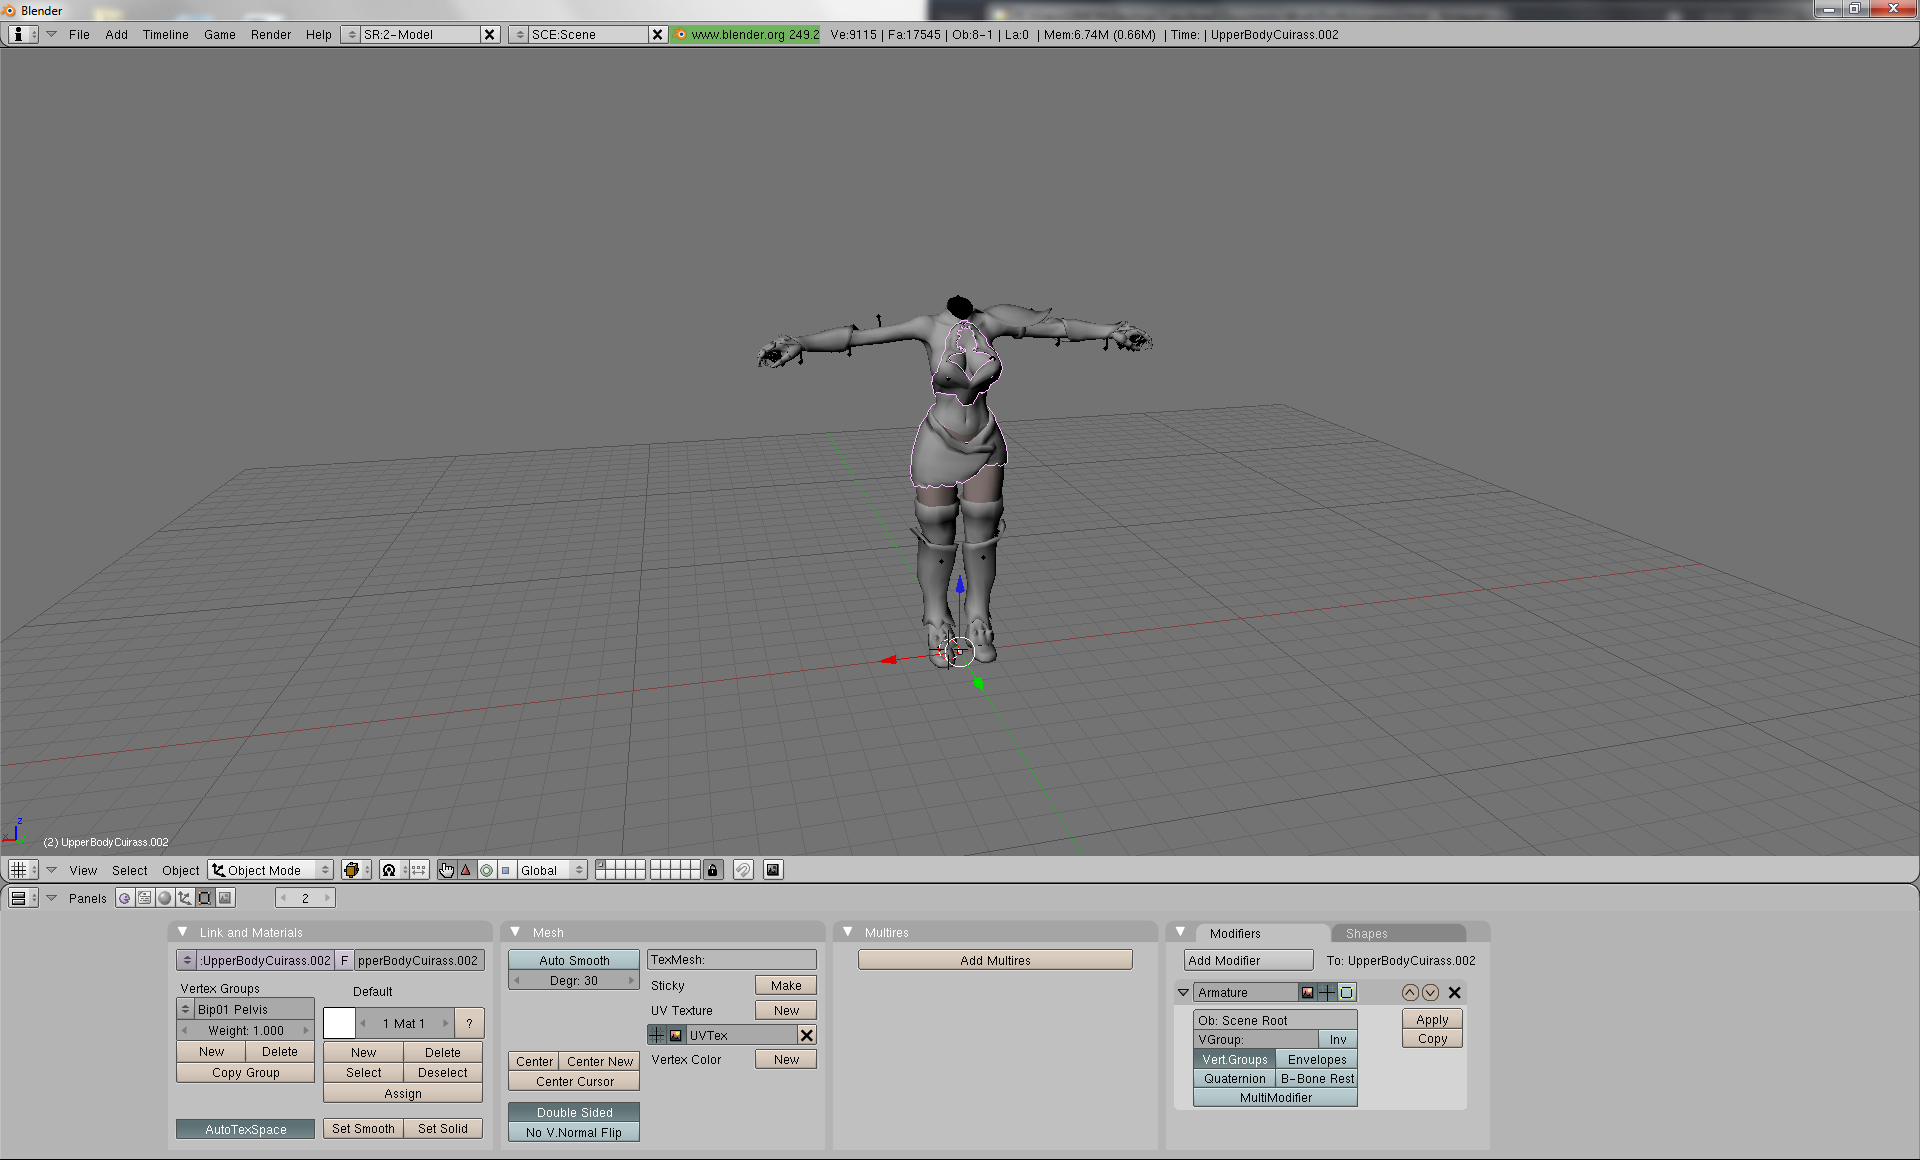 Blender
File Add Timeline Game Render Help SR:2-Model SCE:Scene www.blender.org 249.2 Ve:9115 | Fa:17545 | Ob:8-1 | La:0 | Mem:6.74M (0.66M) | Time: | UpperBodyCuirass.002
z
x
(2) UpperBodyCuirass.002
View Select Object Object Mode Global
Panels 2
Link and Materials
:UpperBodyCuirass.002 F pperBodyCuirass.002
Vertex Groups
Default
Bip01 Pelvis
Weight: 1.000
1 Mat 1 ?
New Delete
New Delete
Copy Group
Select Deselect
Assign
AutoTexSpace
Set Smooth Set Solid
Mesh
Auto Smooth
Degr: 30
TexMesh:
Sticky Make
UV Texture New
UVTex
Vertex Color New
Center Center New
Center Cursor
Double Sided
No V.Normal Flip
Multires
Add Multires
Modifiers Shapes
Add Modifier To: UpperBodyCuirass.002
Armature
Ob: Scene Root
VGroup: Inv
Vert.Groups Envelopes
Quaternion B-Bone Rest
MultiModifier
Apply
Copy